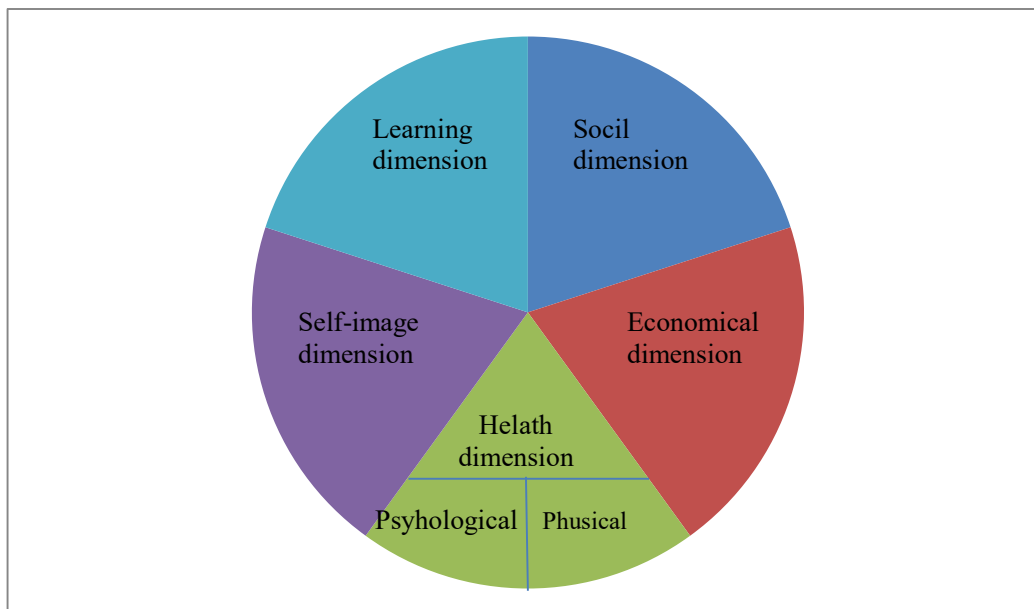 Learning
dimension
Socil
dimension
Self-image
dimension
Economical
dimension
Helath
dimension
Psyhological
Phusical